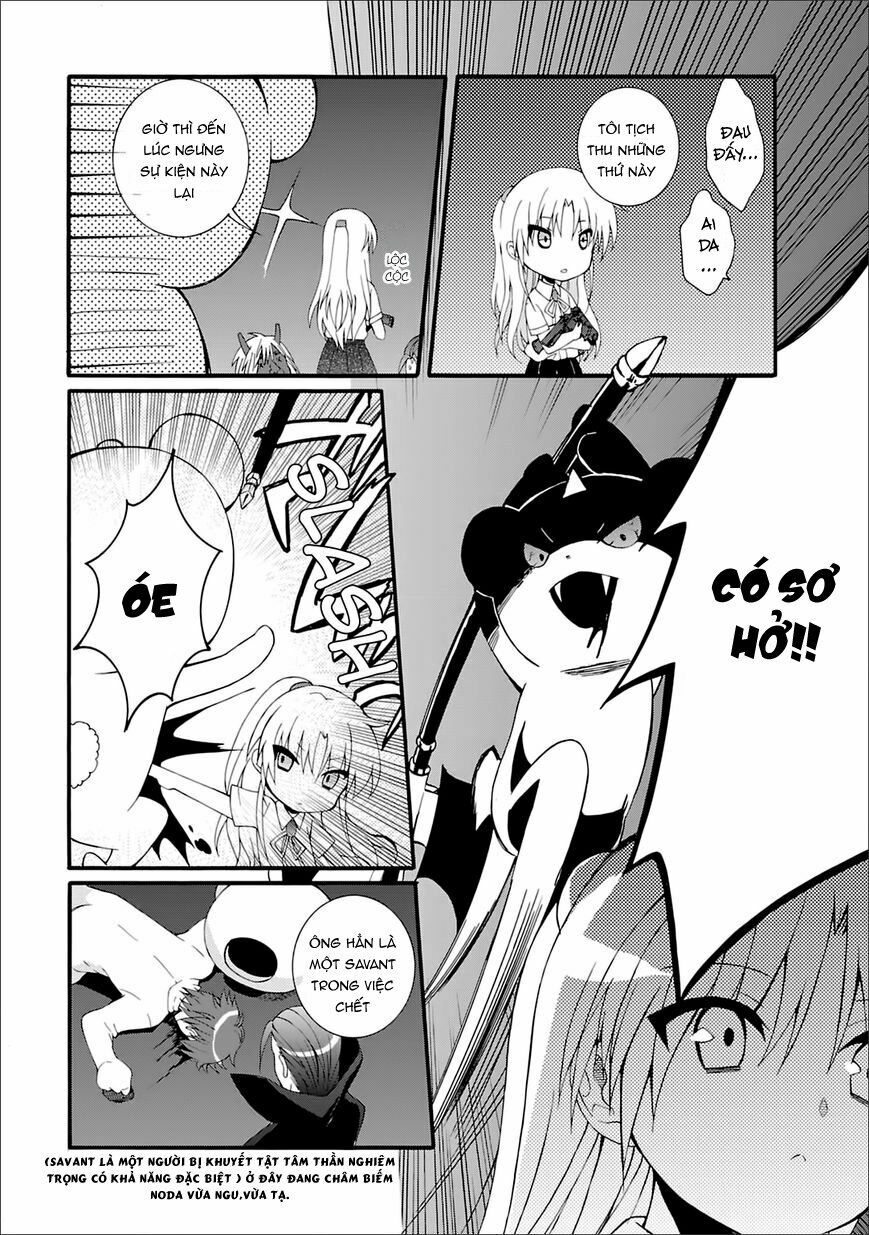 ĐAU
ĐẤY...
AI
DA
...
TÔI TỊCH
THU NHỮNG
THỨ NÀY
GIỜ THÌ ĐẾN
LÚC NGƯNG
SỰ KIỆN NÀY
LẠI
LỘC
CỘC
CÓ SƠ
HỞ!!
SLASH
ÓE
ÔNG HẲN LÀ
MỘT SAVANT
TRONG VIỆC
CHẾT
(SAVANT LÀ MỘT NGƯỜI BỊ KHUYẾT TẬT TÂM THẦN NGHIÊM
TRỌNG CÓ KHẢ NĂNG ĐẶC BIỆT ) Ở ĐÂY ĐANG CHÂM BIẾM
NODA VỪA NGU,VỪA TẠ.